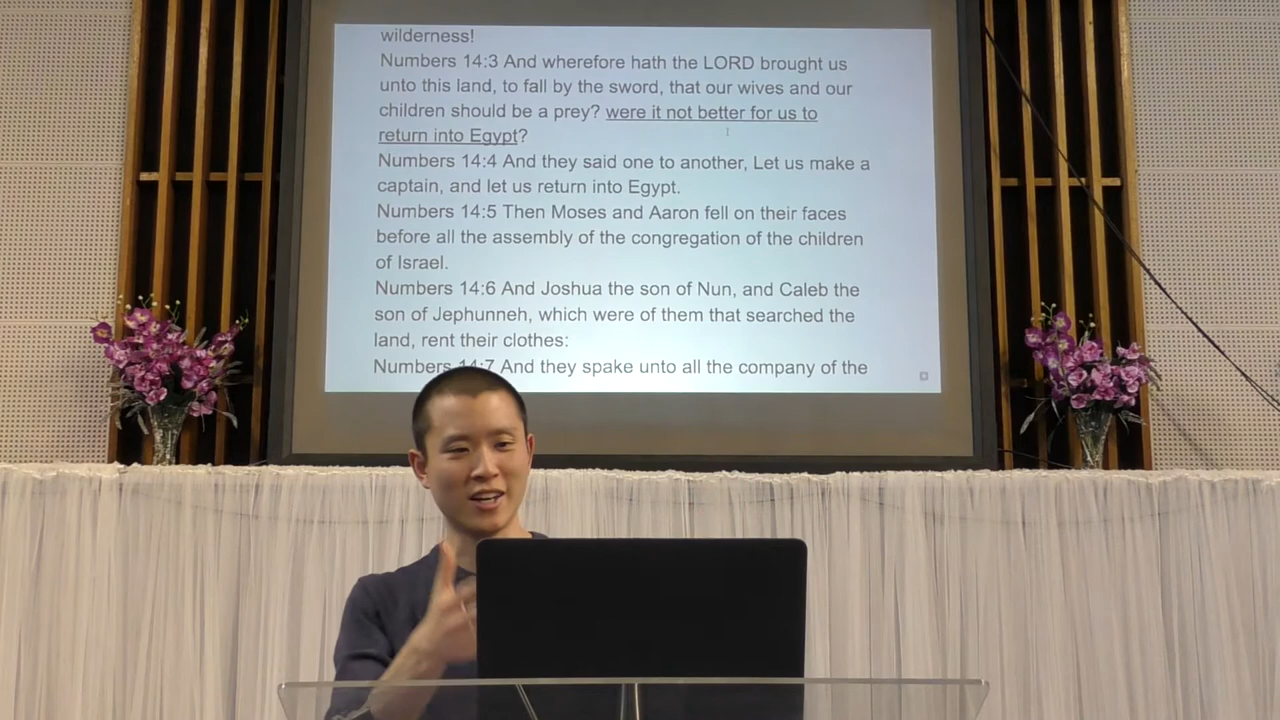 wilderness!
Numbers 14:3 And wherefore hath the LORD brought us
unto this land, to fall by the sword, that our wives and our
children should be a prey? were it not better for us to
return into Egypt?
Numbers 14:4 And they said one to another, Let us make a
captain, and let us return into Egypt.
Numbers 14:5 Then Moses and Aaron fell on their faces
before all the assembly of the congregation of the children
of Israel.
Numbers 14:6 And Joshua the son of Nun, and Caleb the
son of Jephunneh, which were of them that searched the
land, rent their clothes:
Numbers 14:7 And they spake unto all the company of the